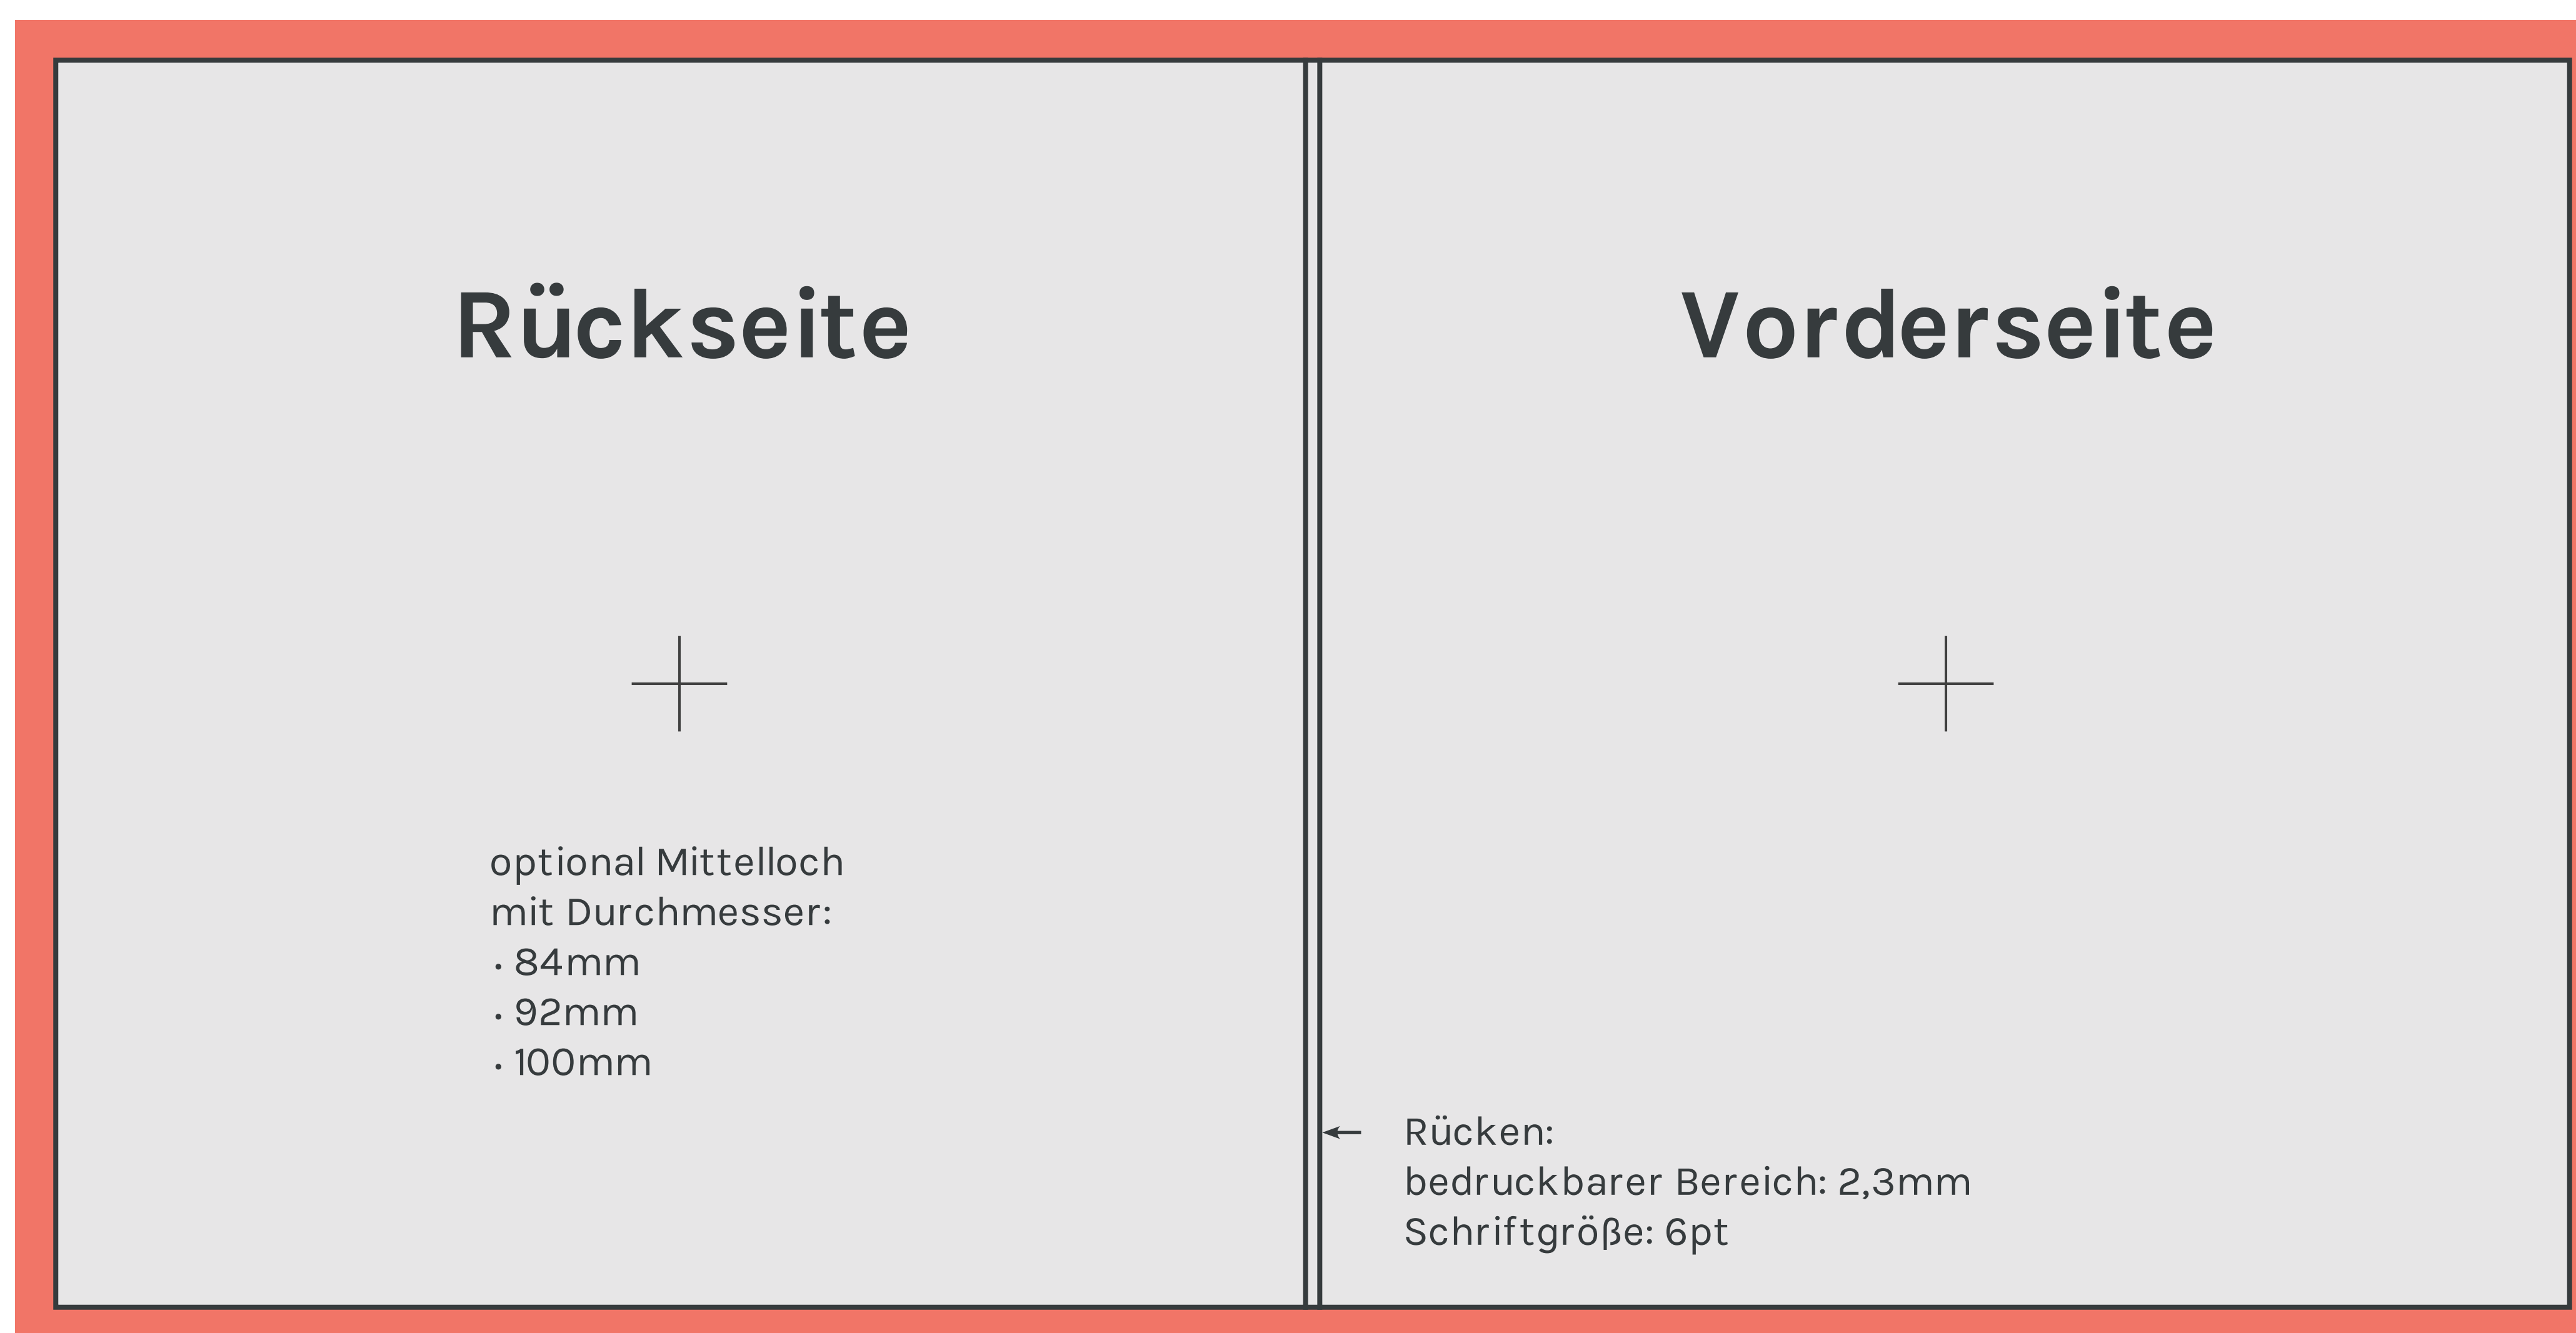 Rückseite
optional Mittelloch
mit Durchmesser:
· 84mm
· 92mm
· 100mm
Vorderseite
Rücken:
bedruckbarer Bereich: 2,3mm
Schriftgröße: 6pt